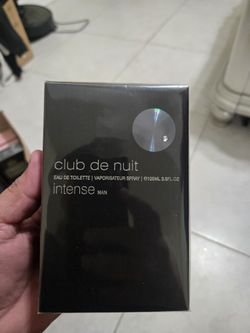 club de nuit
EAU DE TOILETTE | VAPORISATEUR SPRAY | ℮105ML 3.6FL.OZ
intense MAN